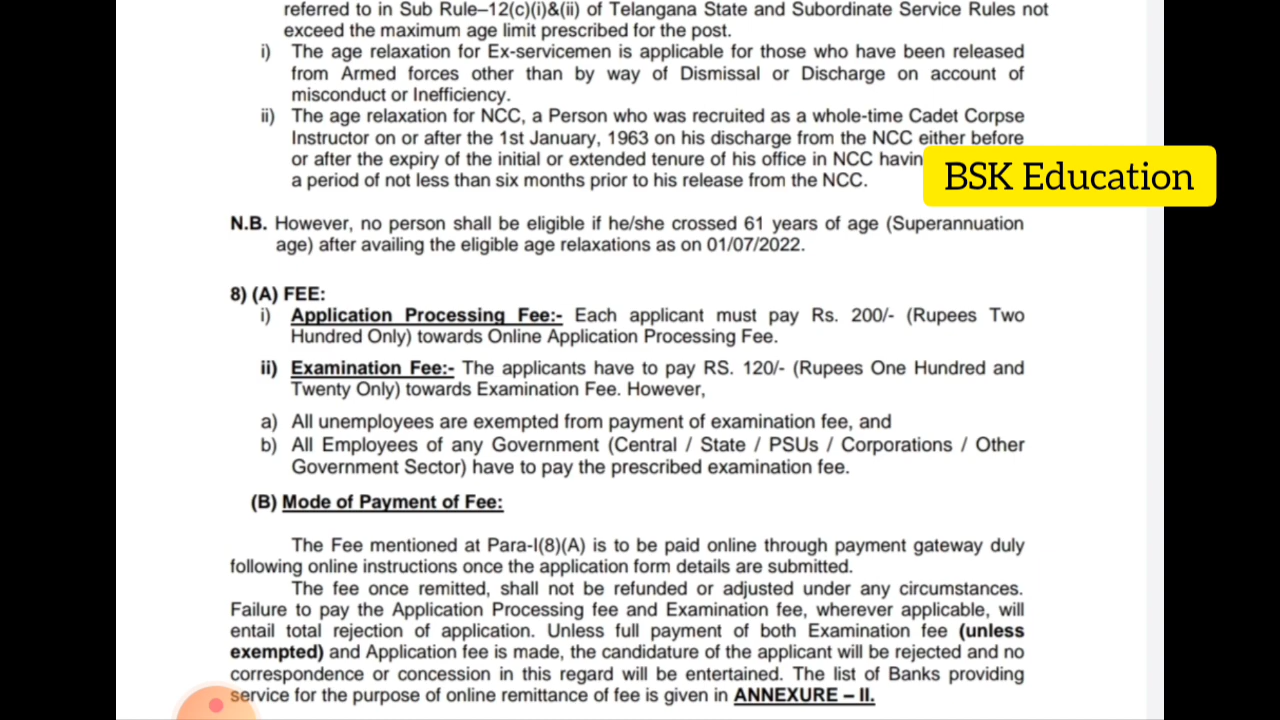 referred to in Sub Rule–12(c)(i)&(ii) of Telangana State and Subordinate Service Rules not
exceed the maximum age limit prescribed for the post.
i) The age relaxation for Ex-servicemen is applicable for those who have been released
from Armed forces other than by way of Dismissal or Discharge on account of
misconduct or Inefficiency.
ii) The age relaxation for NCC, a Person who was recruited as a whole-time Cadet Corpse
Instructor on or after the 1st January, 1963 on his discharge from the NCC either before
or after the expiry of the initial or extended tenure of his office in NCC
a period of not less than six months prior to his release from the NCC.
BSK Education
N.B. However, no person shall be eligible if he/she crossed 61 years of age (Superannuation
age) after availing the eligible age relaxations as on 01/07/2022.
8) (A) FEE:
i) Application Processing Fee:- Each applicant must pay Rs. 200/- (Rupees Two
Hundred Only) towards Online Application Processing Fee.
ii) Examination Fee:- The applicants have to pay RS. 120/- (Rupees One Hundred and
Twenty Only) towards Examination Fee. However,
a) All unemployees are exempted from payment of examination fee, and
b) All Employees of any Government (Central / State / PSUs / Corporations / Other
Government Sector) have to pay the prescribed examination fee.
(B) Mode of Payment of Fee:
The Fee mentioned at Para-I(8)(A) is to be paid online through payment gateway duly
following online instructions once the application form details are submitted.
The fee once remitted, shall not be refunded or adjusted under any circumstances.
Failure to pay the Application Processing fee and Examination fee, wherever applicable, will
entail total rejection of application. Unless full payment of both Examination fee (unless
exempted) and Application fee is made, the candidature of the applicant will be rejected and no
correspondence or concession in this regard will be entertained. The list of Banks providing
service for the purpose of online remittance of fee is given in ANNEXURE – II.